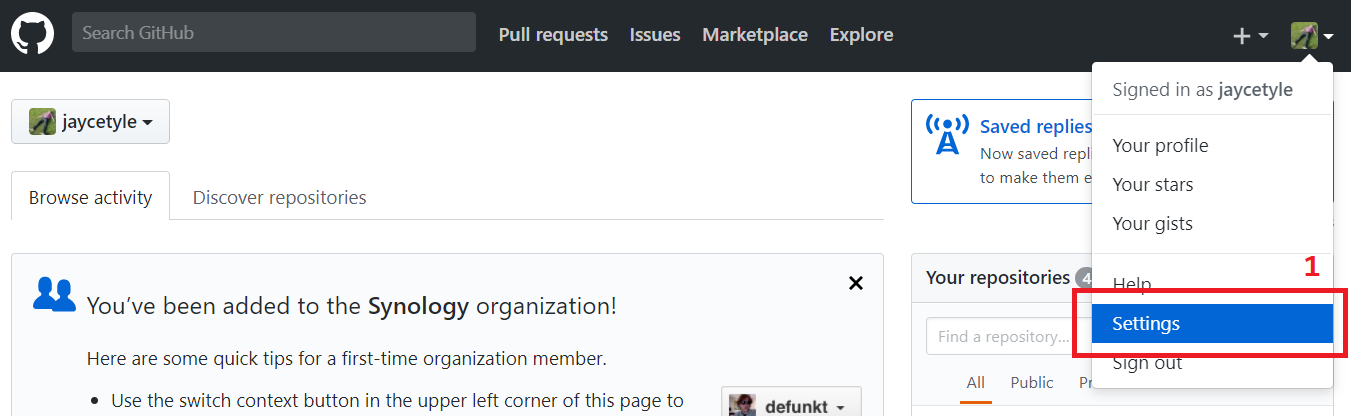 Search GitHub
Pull requests
Issues
Marketplace
Explore
Signed in as jaycetyle
Your profile
Your stars
Your gists
Help
1
Settings
Sign out
jaycetyle
Browse activity
Discover repositories
Saved replies
Now saved
to make them
You've been added to the Synology organization!
Here are some quick tips for a first-time organization member.
Use the switch context button in the upper left corner of this page to
defunkt
Your repositories 4
Find a repository...
All
Public